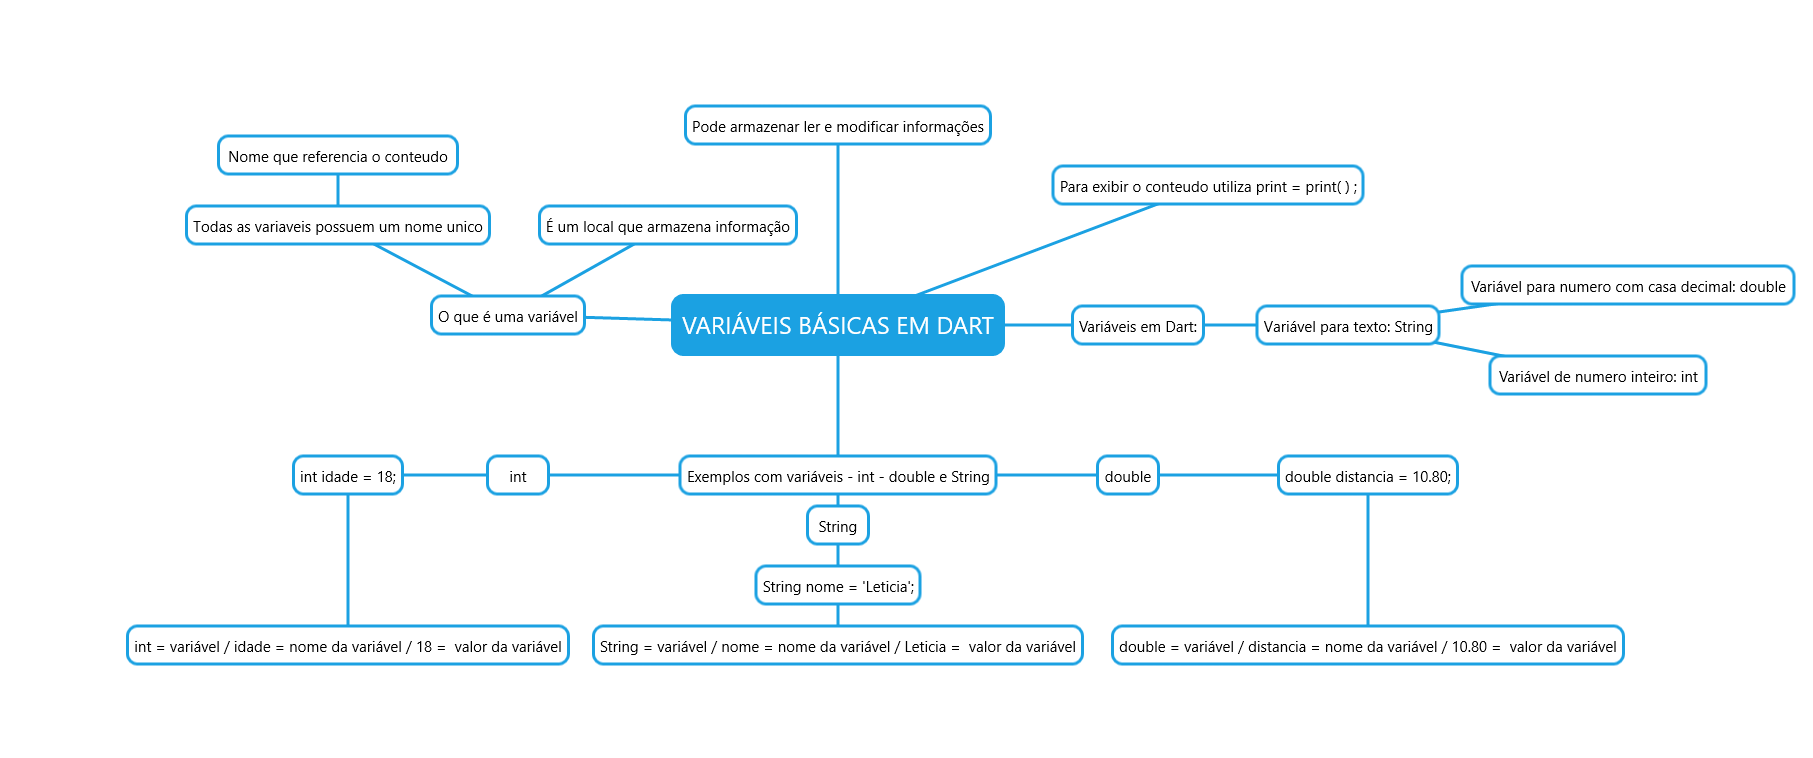 Pode armazenar ler e modificar informações
Nome que referencia o conteudo
Para exibir o conteudo utiliza print = print( ) ;
Todas as variaveis possuem um nome unico
É um local que armazena informação
Variável para numero com casa decimal: double
O que é uma variável
VARIÁVEIS BÁSICAS EM DART
Variáveis em Dart:
Variável para texto: String
Variável de numero inteiro: int
int idade = 18;
int
Exemplos com variáveis - int - double e String
double
double distancia = 10.80;
String
String nome = 'Leticia';
int = variável / idade = nome da variável / 18 =  valor da variável
String = variável / nome = nome da variável / Leticia =  valor da variável
double = variável / distancia = nome da variável / 10.80 =  valor da variável